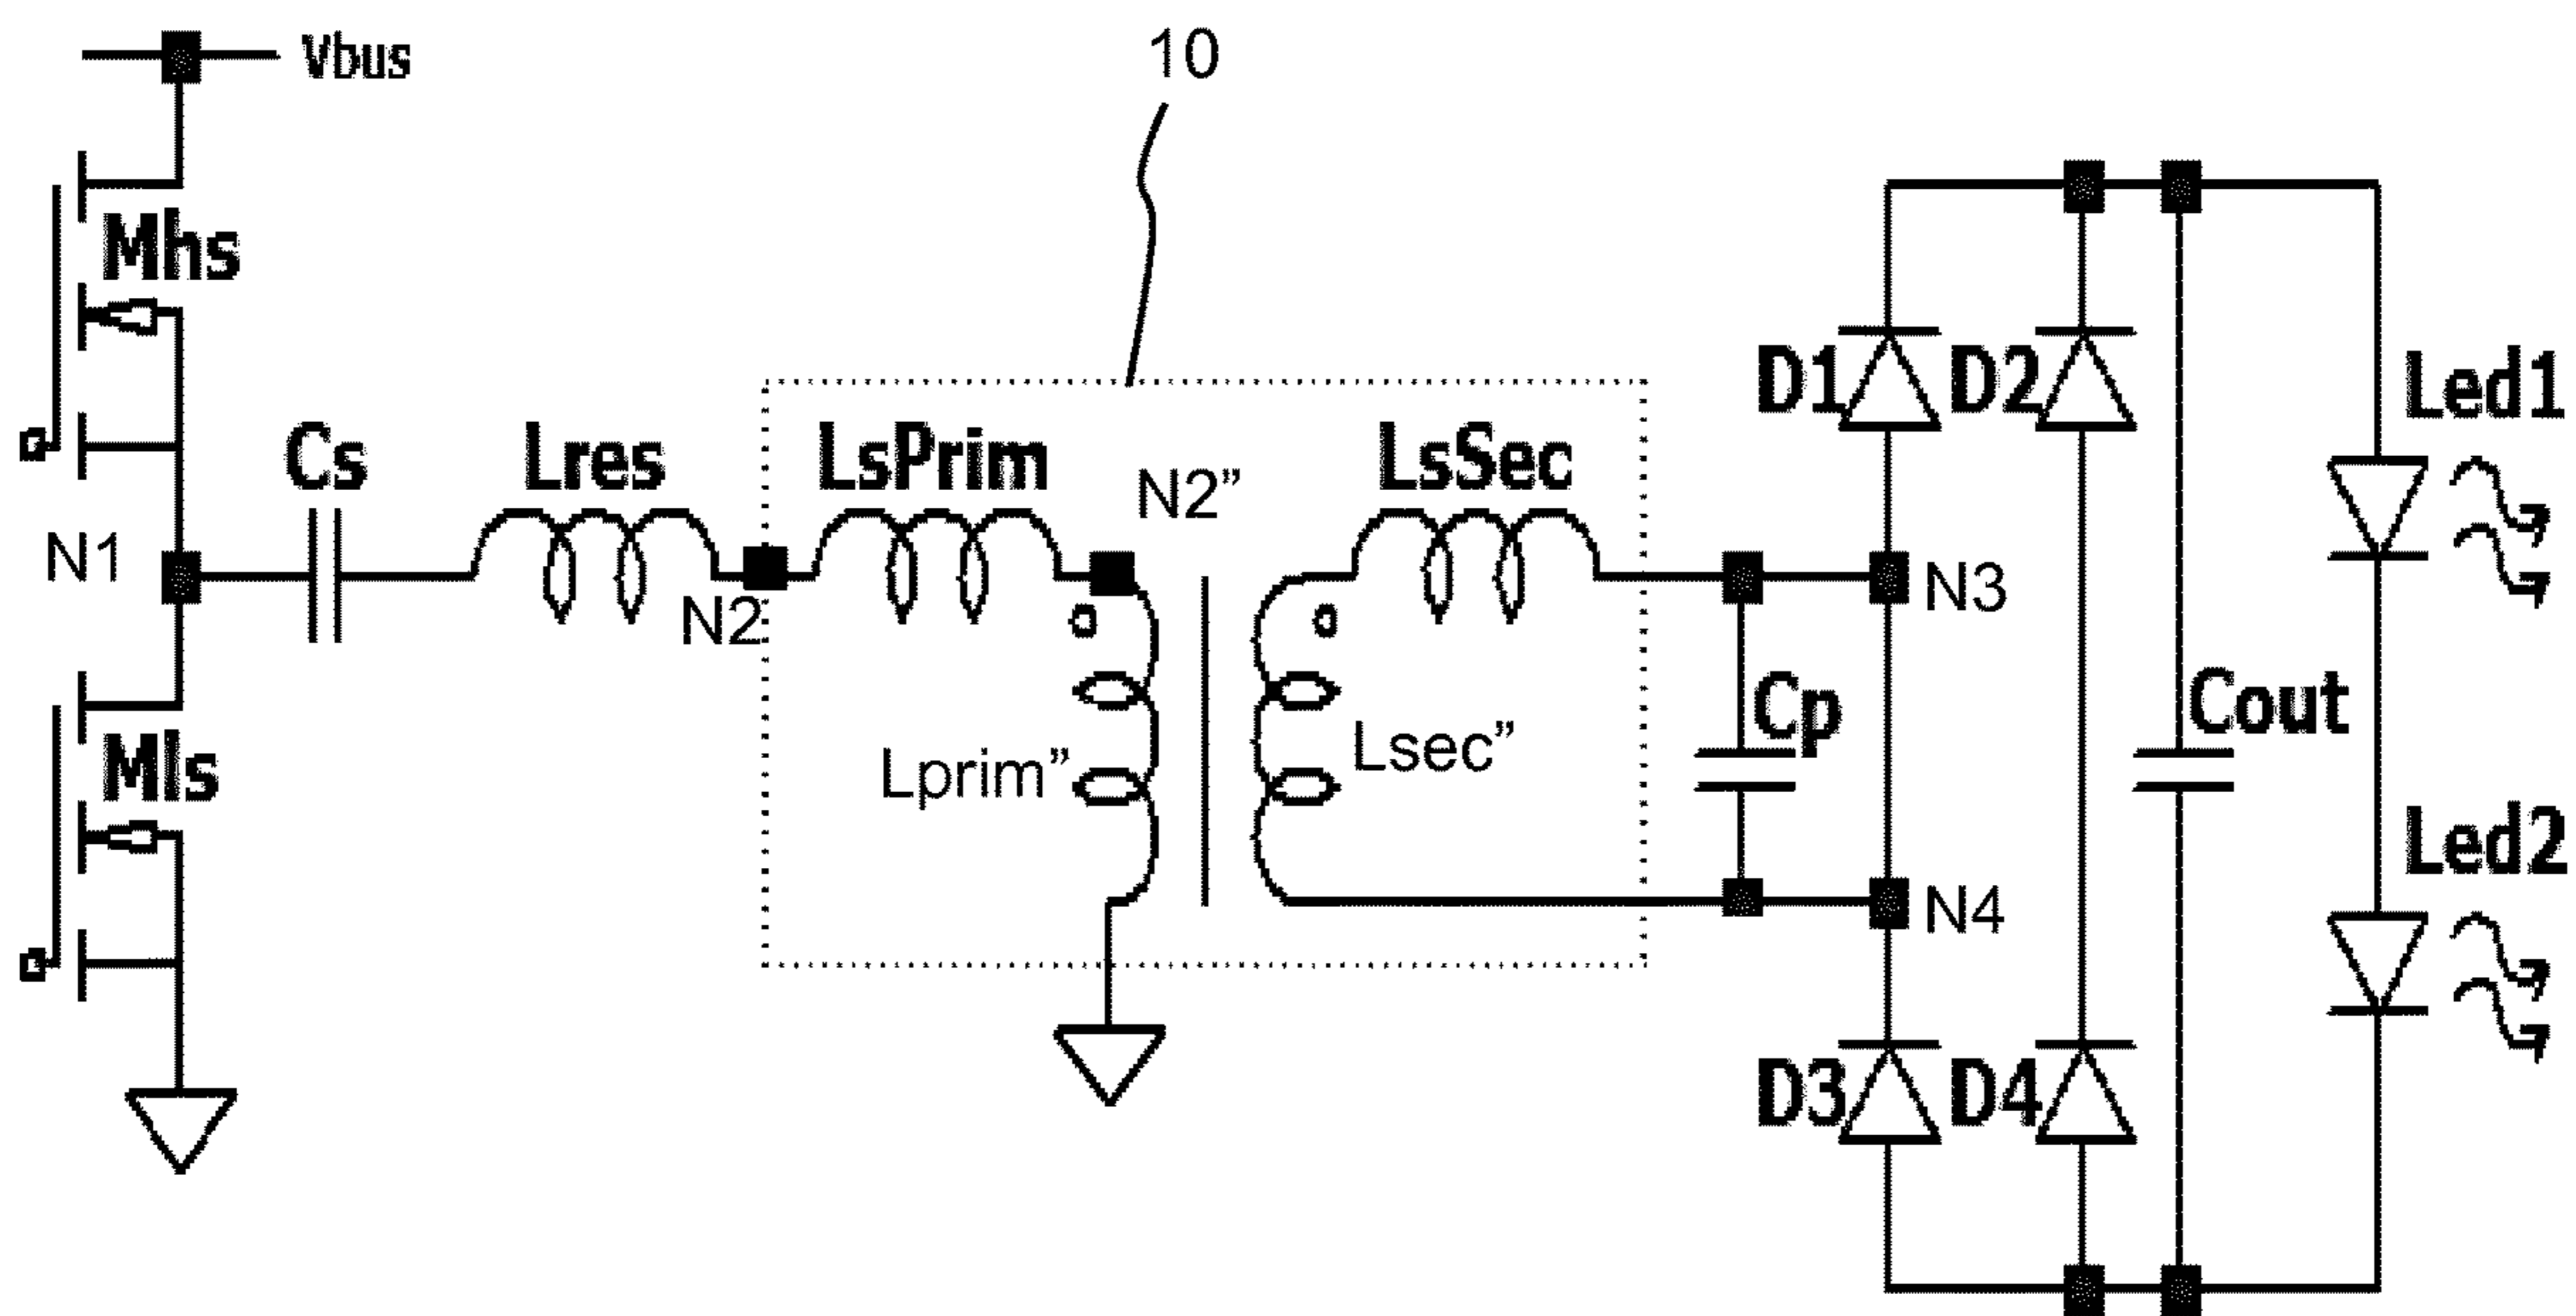 Vbus
10
Mhs
D1
D2
Led1
Cs
Lres
LsPrim
N2”
LsSec
N1
N2
N3
Mls
Lprim”
Lsec”
Cp
Cout
Led2
N4
D3
D4